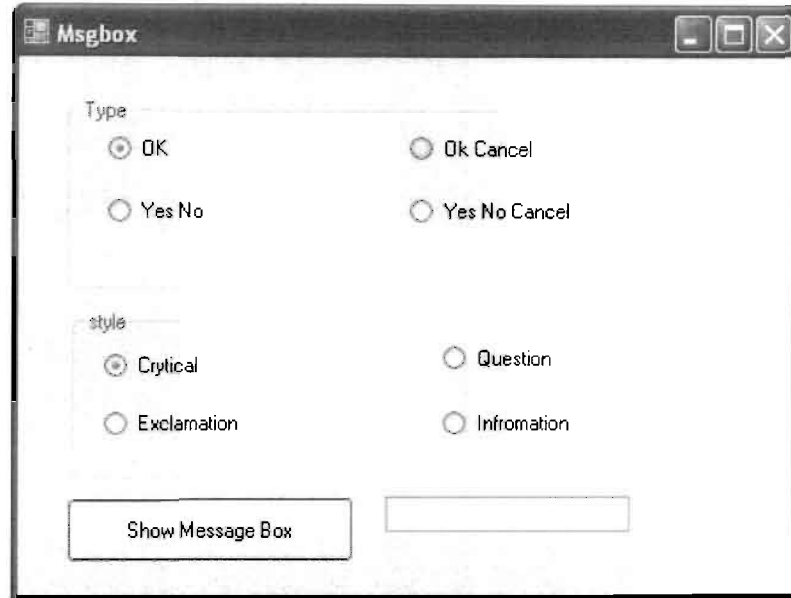 Msgbox
Type
OK
Ok Cancel
Yes No
Yes No Cancel
style
Crytical
Question
Exclamation
Infromation
Show Message Box